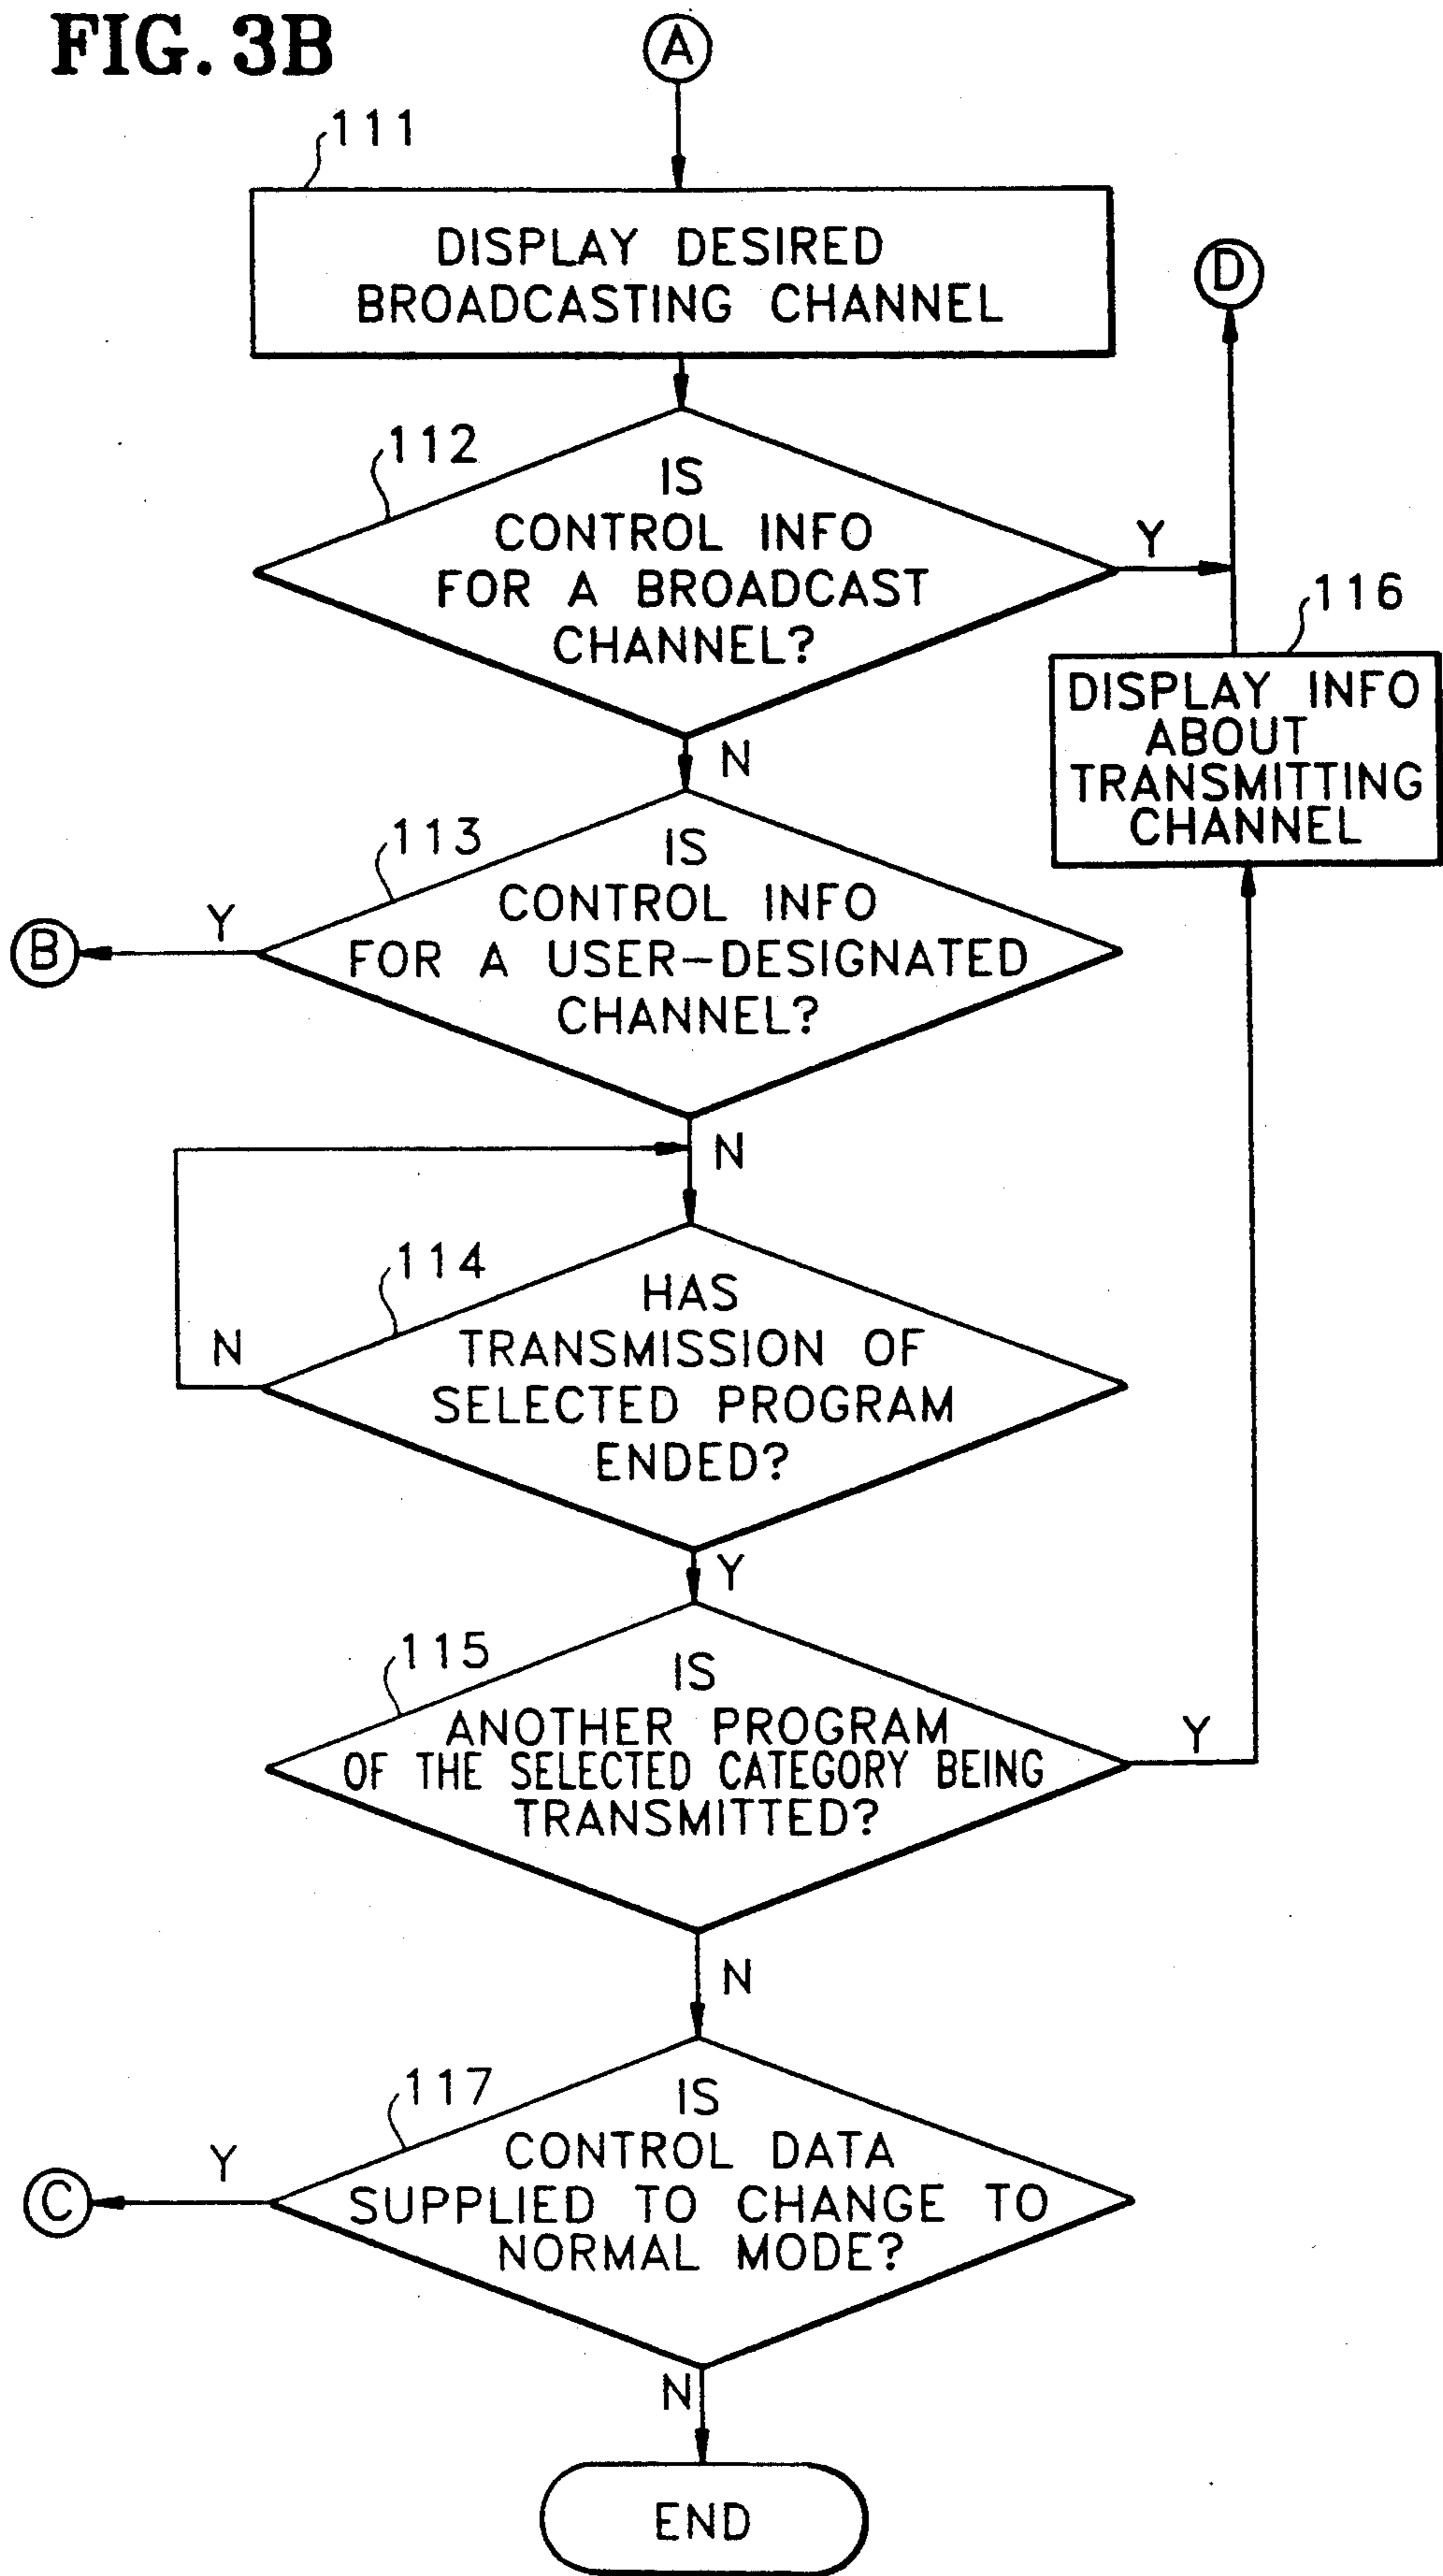 FIG. 3B
A
111
DISPLAY DESIRED
BROADCASTING CHANNEL
D
112
IS
CONTROL INFO
FOR A BROADCAST
CHANNEL?
Y
N
116
DISPLAY INFO
ABOUT
TRANSMITTING
CHANNEL
113
IS
CONTROL INFO
FOR A USER-DESIGNATED
CHANNEL?
Y
B
N
114
HAS
TRANSMISSION OF
SELECTED PROGRAM
ENDED?
N
Y
115
IS
ANOTHER PROGRAM
OF THE SELECTED CATEGORY BEING
TRANSMITTED?
Y
N
117
IS
CONTROL DATA
SUPPLIED TO CHANGE TO
NORMAL MODE?
Y
C
N
END